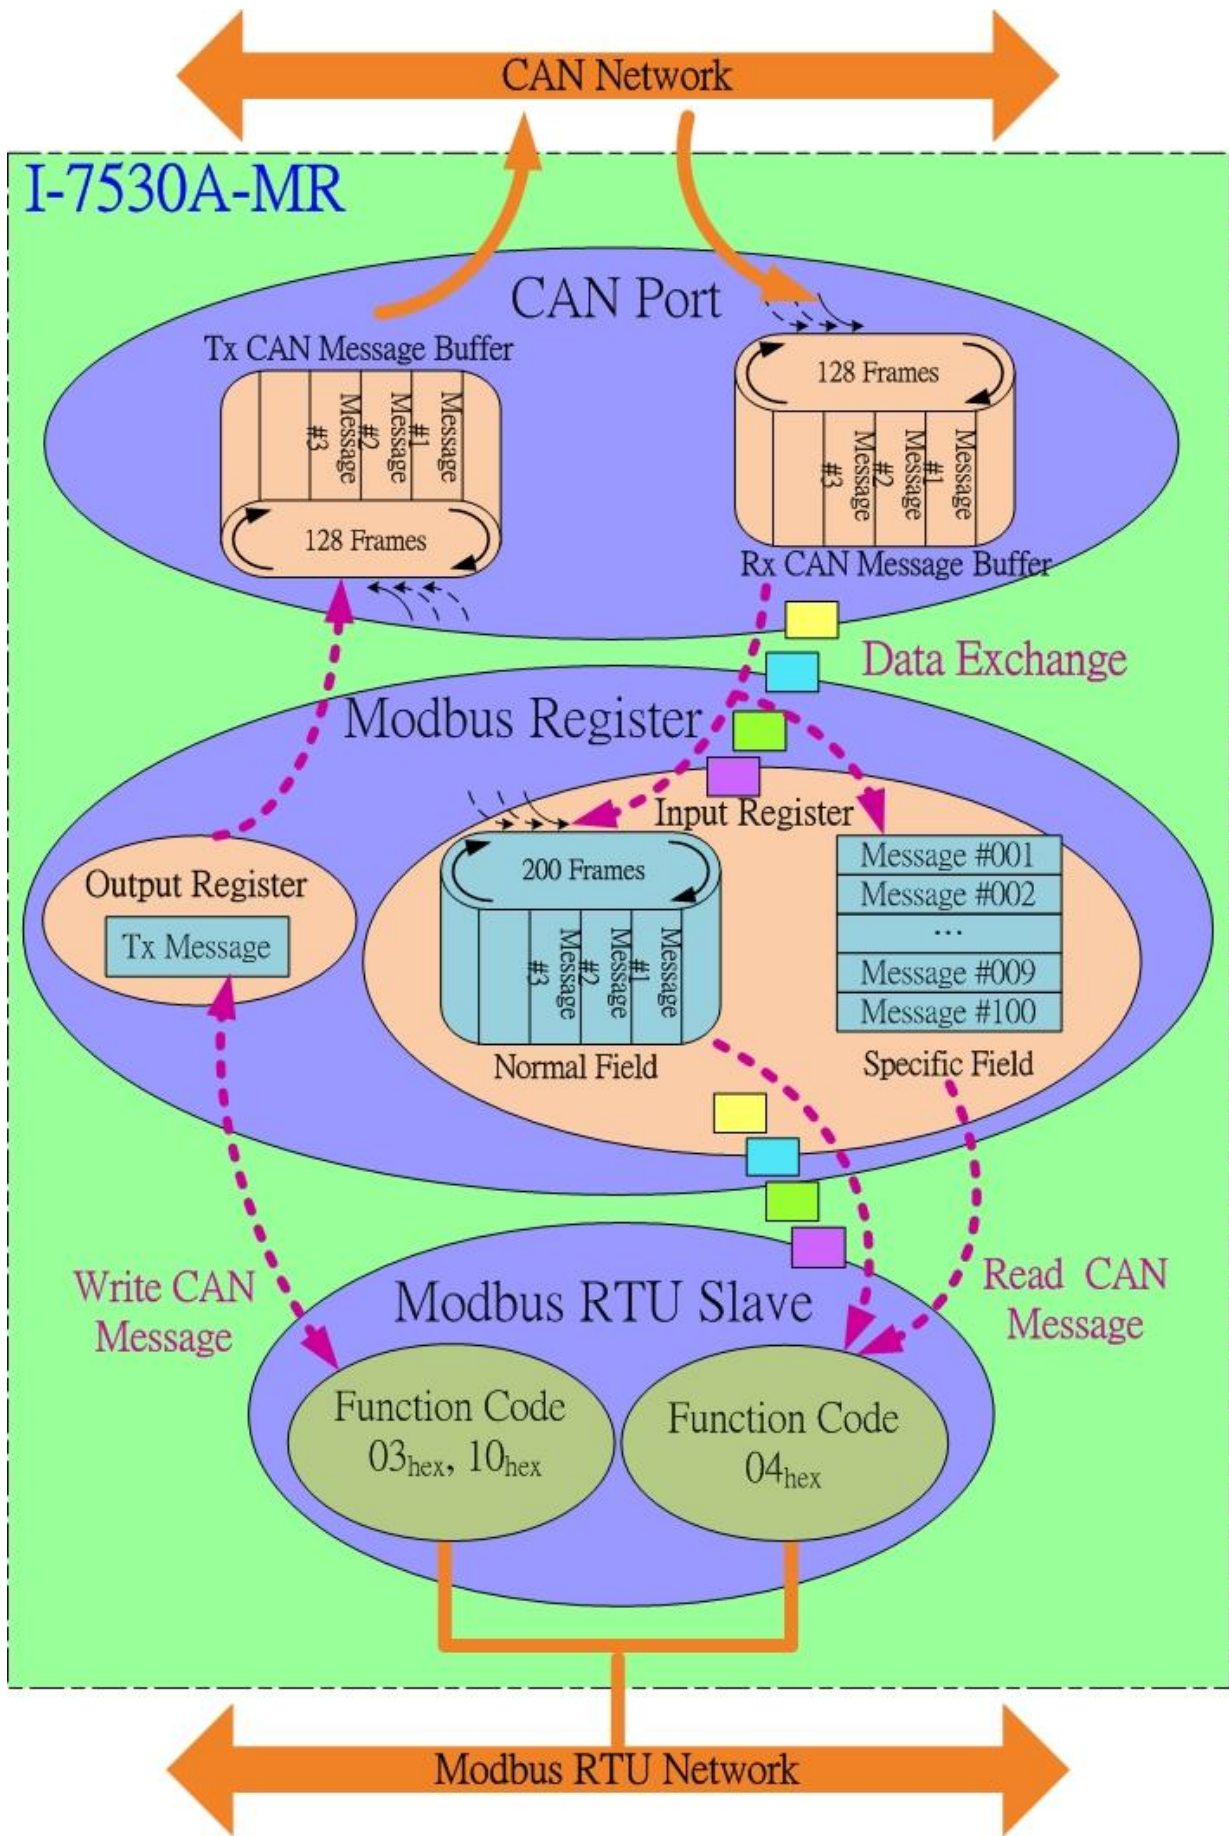 CAN Network
I-7530A-MR
CAN Port
Tx CAN Message Buffer
Message
#1
Message
#2
Message
#3
128 Frames
128 Frames
Message
#1
Message
#2
Message
#3
Rx CAN Message Buffer
Data Exchange
Modbus Register
Output Register
Tx Message
Input Register
200 Frames
Message
#1
Message
#2
Message
#3
Normal Field
Message #001
Message #002
...
Message #009
Message #100
Specific Field
Write CAN
Message
Read CAN
Message
Modbus RTU Slave
Function Code
03hex, 10hex
Function Code
04hex
Modbus RTU Network